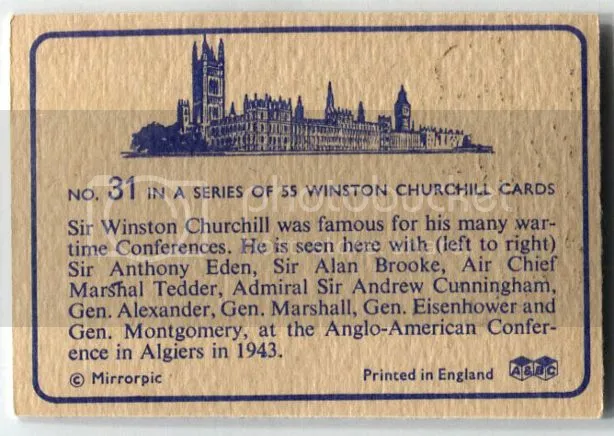 NO. 31 IN A SERIES OF 55 WINSTON CHURCHILL CARDS
Sir Winston Churchill was famous for his many war-
time Conferences. He is seen here with (left to right)
Sir Anthony Eden, Sir Alan Brooke, Air Chief
Marshal Tedder, Admiral Sir Andrew Cunningham,
Gen. Alexander, Gen. Marshall, Gen. Eisenhower and
Gen. Montgomery, at the Anglo-American Confer-
ence in Algiers in 1943.
© Mirrorpic Printed in England A&BC
photobucket